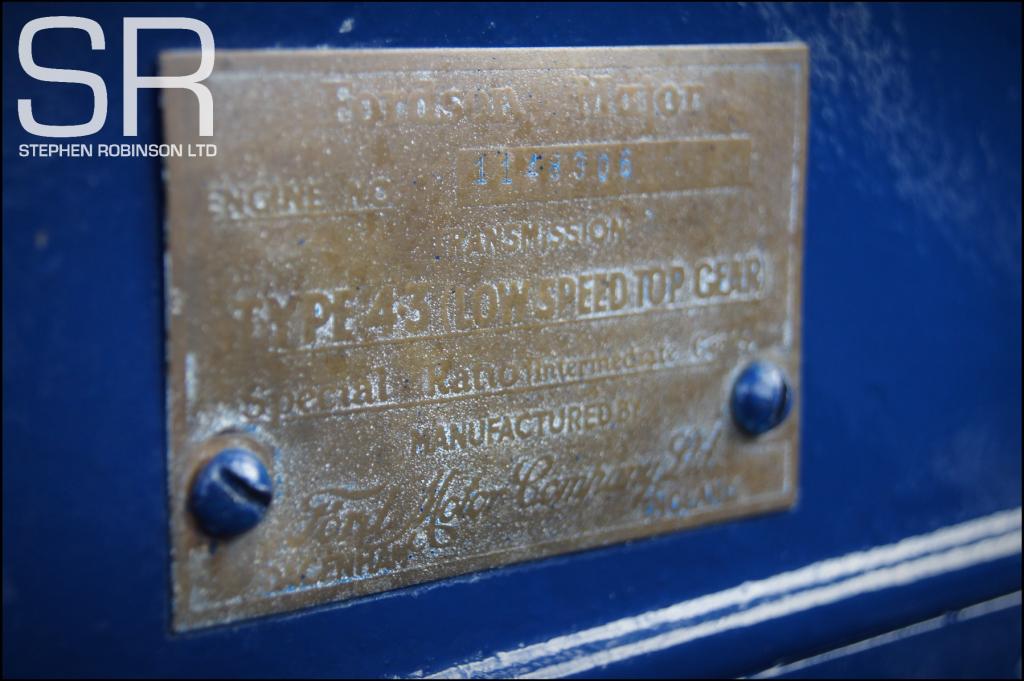 SR
STEPHEN ROBINSON LTD
Fordson Major
ENGINE No.
TRANSMISSION
TYPE 43 (LOW SPEED TOP GEAR)
Special Ratio Intermediate
MANUFACTURED BY
Ford Motor Company Ltd
DAGENHAM ENGLAND